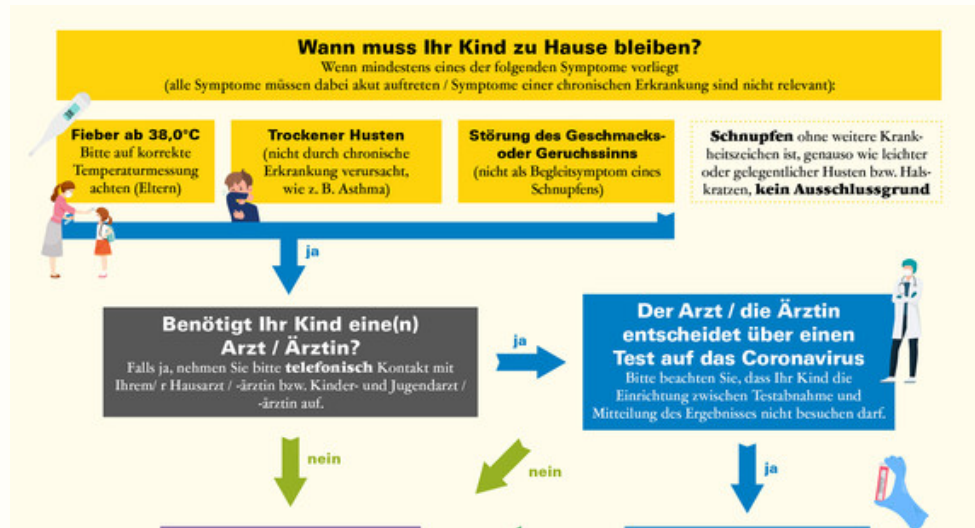 Wann muss Ihr Kind zu Hause bleiben?
Wenn mindestens eines der folgenden Symptome vorliegt
(alle Symptome müssen dabei akut auftreten / Symptome einer chronischen Erkrankung sind nicht relevant):
Fieber ab 38,0°C
Bitte auf korrekte
Temperaturmessung
achten (Eltern)
Trockener Husten
(nicht durch chronische
Erkrankung verursacht,
wie z. B. Asthma)
Störung des Geschmacks-
oder Geruchssinns
(nicht als Begleitsymptom eines
Schnupfens)
Schnupfen ohne weitere Krank-
heitszeichen ist, genauso wie leichter
oder gelegentlicher Husten bzw. Hals-
kratzen, kein Ausschlussgrund
ja
Benötigt Ihr Kind eine(n)
Arzt / Ärztin?
Falls ja, nehmen Sie bitte telefonisch Kontakt mit
Ihrem/ r Hausarzt / -ärztin bzw. Kinder- und Jugendarzt /
-ärztin auf.
ja
Der Arzt / die Ärztin
entscheidet über einen
Test auf das Coronavirus
Bitte beachten Sie, dass Ihr Kind die
Einrichtung zwischen Testabnahme und
Mitteilung des Ergebnisses nicht besuchen darf.
nein
nein
ja